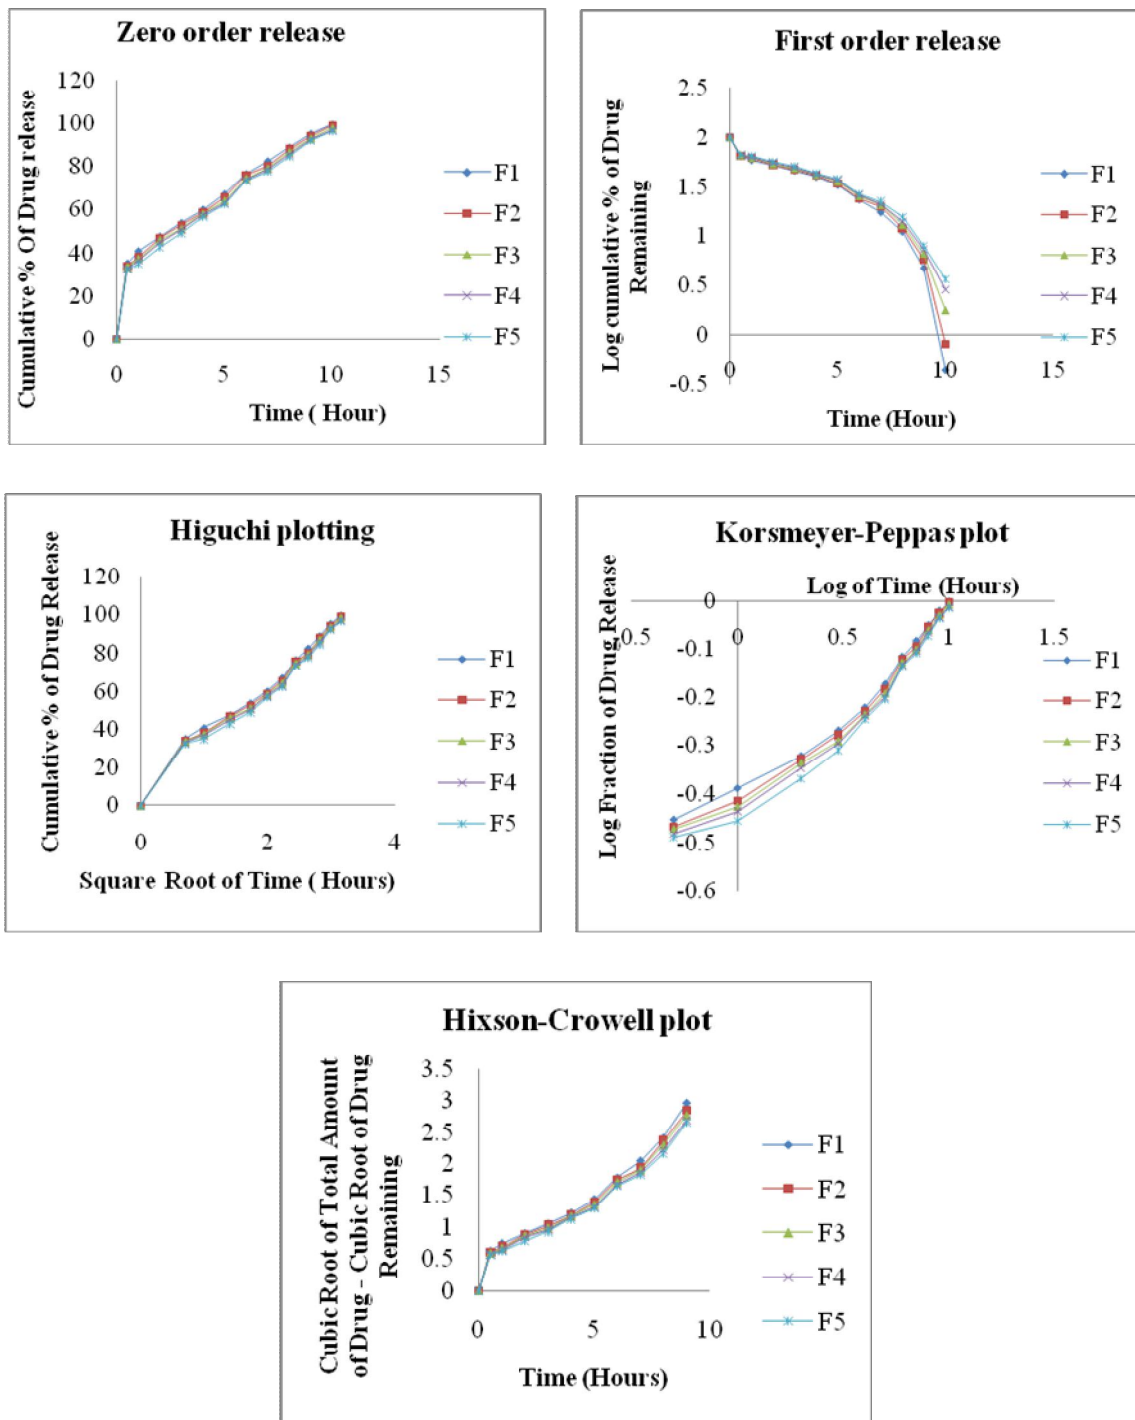 Zero order release
Cumulative % Of Drug release
120
100
80
60
40
20
0
0
5
10
15
Time ( Hour)
F1
F2
F3
F4
F5
First order release
Log cumulative % of Drug
Remaining
2.5
2
1.5
1
0.5
0
-0.5
0
5
10
15
Time (Hour)
F1
F2
F3
F4
F5
Higuchi plotting
Cumulative % of Drug Release
120
100
80
60
40
20
0
0
2
4
Square Root of Time ( Hours)
F1
F2
F3
F4
F5
Korsmeyer-Peppas plot
Log of Time (Hours)
Log Fraction of Drug Release
0.5
0
0.5
1
1.5
0
-0.1
-0.2
-0.3
-0.4
-0.5
-0.6
F1
F2
F3
F4
F5
Hixson-Crowell plot
Cubic Root of Total Amount
of Drug - Cubic Root of Drug
Remaining
3.5
3
2.5
2
1.5
1
0.5
0
0
5
10
Time (Hours)
F1
F2
F3
F4
F5